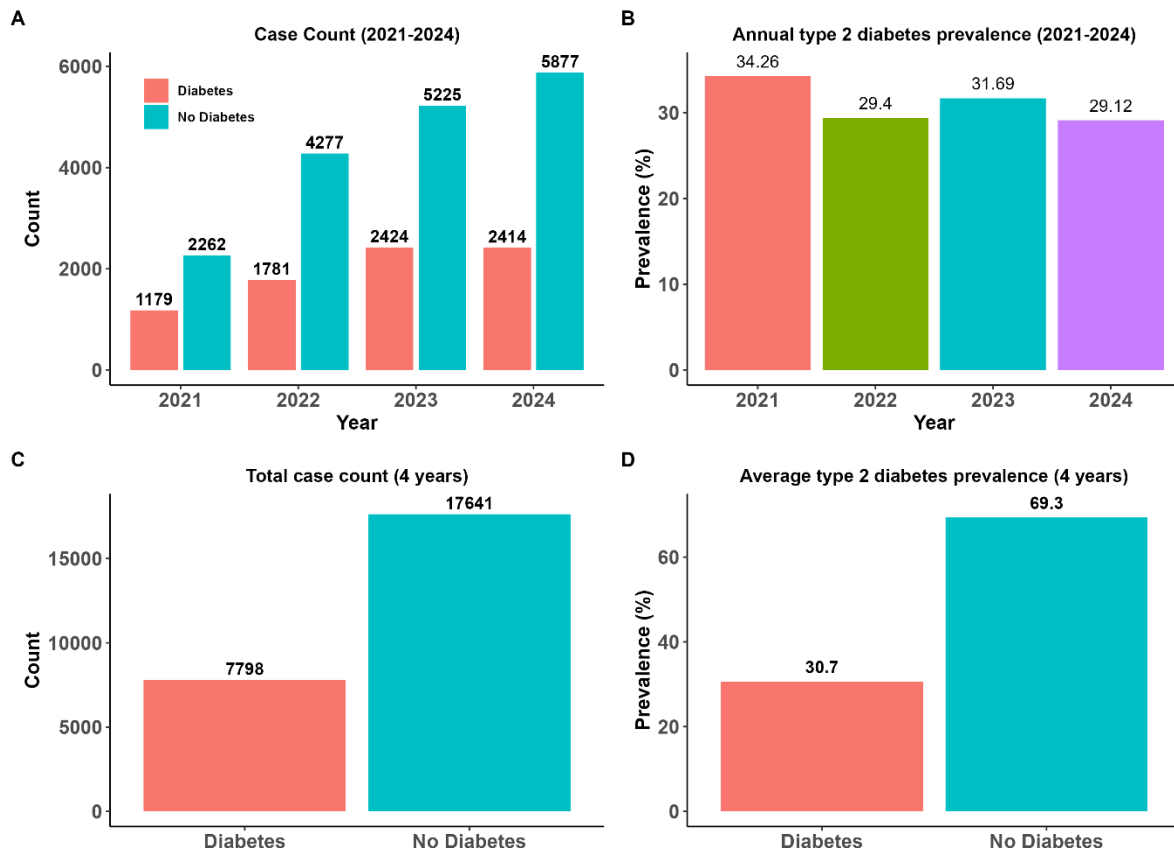 A
Case Count (2021-2024)
6000
4000
2000
0
Count
Diabetes
No Diabetes
1179
2262
1781
4277
2424
5225
2414
5877
2021
2022
2023
2024
Year
B
Annual type 2 diabetes prevalence (2021-2024)
30
20
10
0
Prevalence (%)
34.26
29.4
31.69
29.12
2021
2022
2023
2024
Year
C
Total case count (4 years)
15000
10000
5000
0
Count
7798
17641
Diabetes
No Diabetes
D
Average type 2 diabetes prevalence (4 years)
60
40
20
0
Prevalence (%)
30.7
69.3
Diabetes
No Diabetes